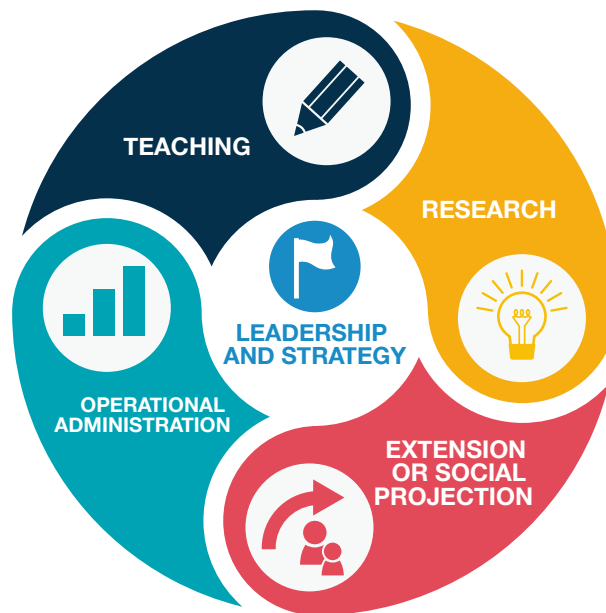 TEACHING
RESEARCH
LEADERSHIP
AND STRATEGY
OPERATIONAL
ADMINISTRATION
EXTENSION
OR SOCIAL
PROJECTION